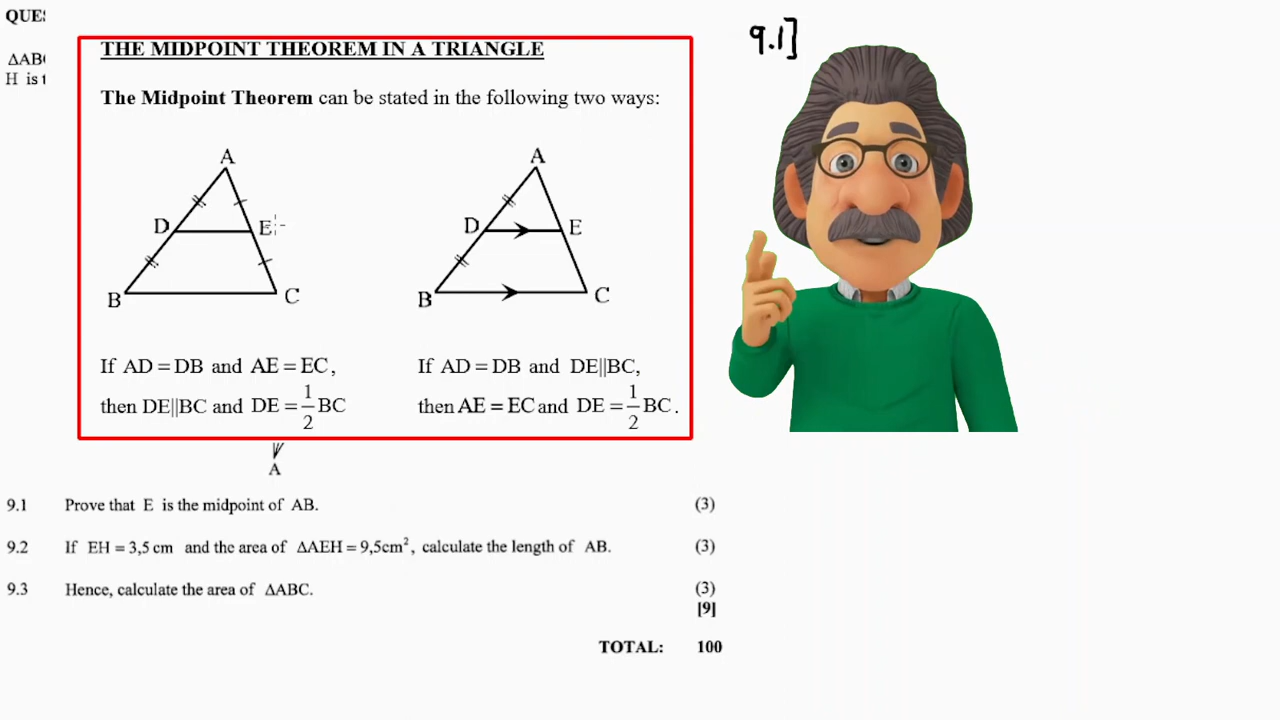 QUES
ΔABC
H is t
THE MIDPOINT THEOREM IN A TRIANGLE
The Midpoint Theorem can be stated in the following two ways:
A
D E
B C
A
D E
B C
If AD = DB and AE = EC,
then DE||BC and DE = 1/2 BC
If AD = DB and DE||BC,
then AE = EC and DE = 1/2 BC.
9.1]
A
9.1 Prove that E is the midpoint of AB. (3)
9.2 If EH = 3,5 cm and the area of ΔAEH = 9,5cm², calculate the length of AB. (3)
9.3 Hence, calculate the area of ΔABC. (3)
[9]
TOTAL: 100